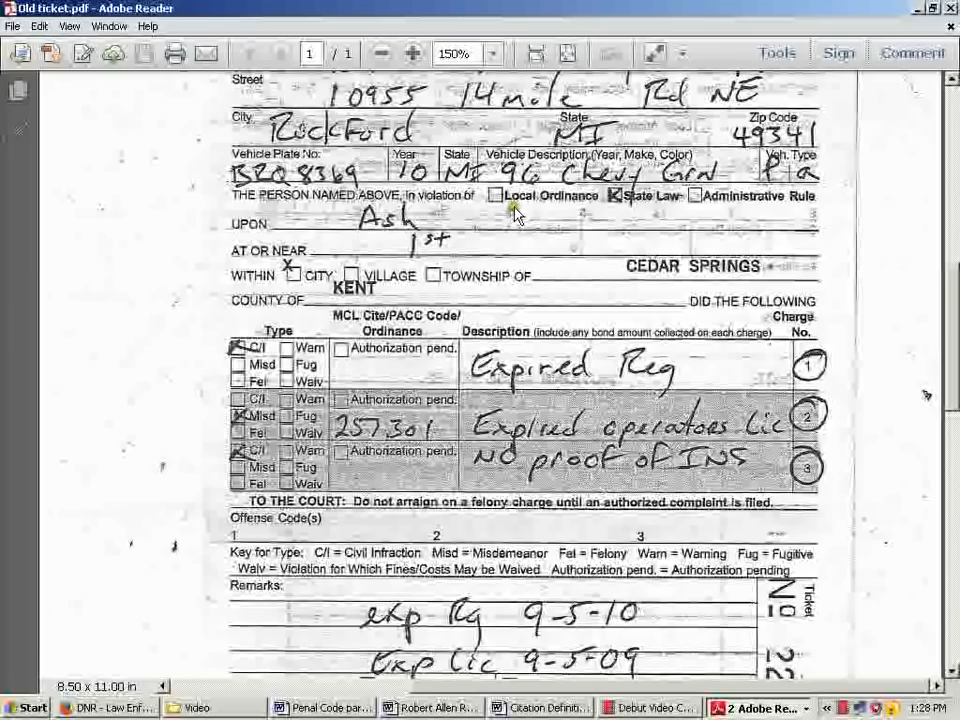 Old ticket.pdf - Adobe Reader
File Edit View Window Help
1 / 1 150% Tools Sign Comment
Street
10955 14 mile Rd NE
City State Zip Code
RockFord MI 49341
Vehicle Plate No. Year State Vehicle Description (Year, Make, Color) Veh. Type
BRQ 8369 10 MI 96 Chevy Grn Pa
THE PERSON NAMED ABOVE, in violation of Local Ordinance State Law Administrative Rule
UPON Ash
AT OR NEAR 1st
WITHIN X CITY VILLAGE TOWNSHIP OF CEDAR SPRINGS
COUNTY OF KENT DID THE FOLLOWING
Type MCL Cite/PACC Code/ Ordinance Description (include any bond amount collected on each charge) Charge No.
C/I Warn Authorization pend.
Misd Fug Expired Reg 1
Fel Waiv
C/I Warn Authorization pend.
Misd Fug 257.301 Expired operators Lic 2
Fel Waiv
C/I Warn Authorization pend.
Misd Fug NO proof of INS 3
Fel Waiv
TO THE COURT: Do not arraign on a felony charge until an authorized complaint is filed.
Offense Code(s)
1 2 3
Key for Type: C/I = Civil Infraction Misd = Misdemeanor Fel = Felony Warn = Warning Fug = Fugitive
Waiv = Violation for Which Fines/Costs May be Waived Authorization pend. = Authorization pending
Remarks:
exp Rg 9-5-10
Exp Lic 9-5-09
Ticket
No
22
8.50 x 11.00 in
Start DNR - Law Enf... Video Penal Code par... Robert Allen R... Citation Definiti... Debut Video C... 2 Adobe Re... 1:28 PM